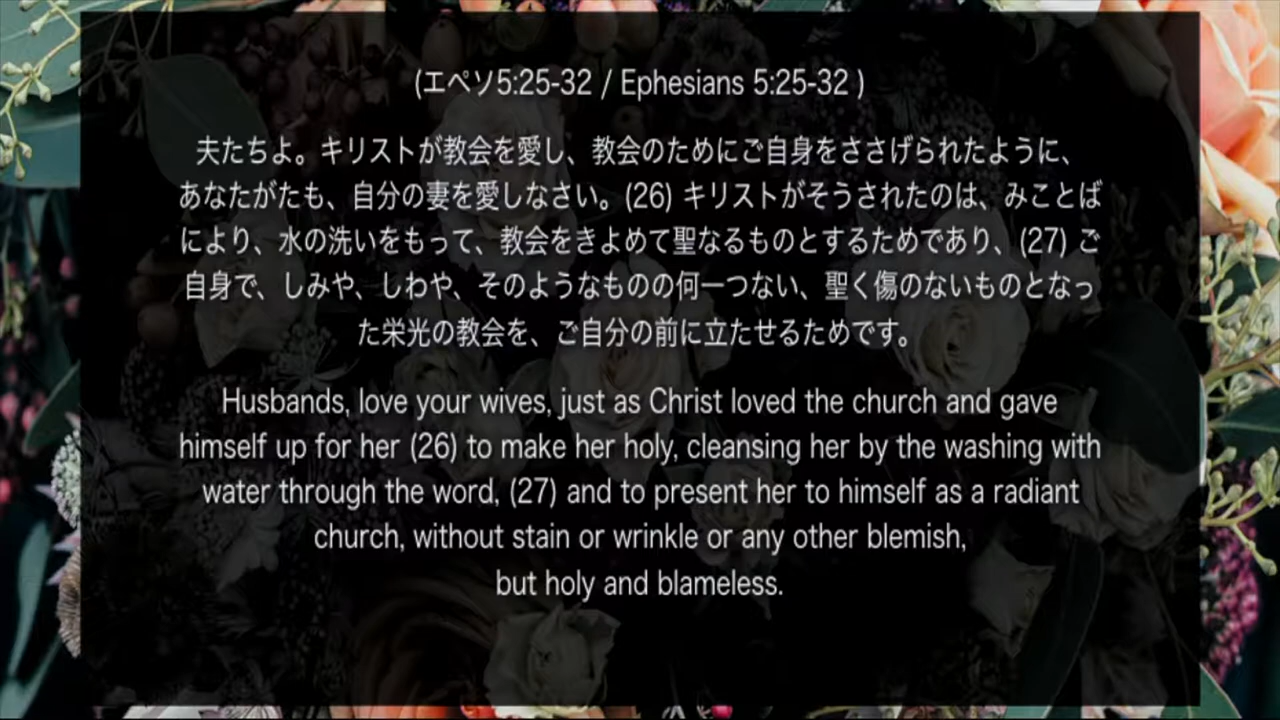 (エペソ5:25-32 / Ephesians 5:25-32 )
夫たちよ。キリストが教会を愛し、教会のためにご自身をささげられたように、
あなたがたも、自分の妻を愛しなさい。(26) キリストがそうされたのは、みことば
により、水の洗いをもって、教会をきよめて聖なるものとするためであり、(27) ご
自身で、しみや、しわや、そのようなものの何一つない、聖く傷のないものとなっ
た栄光の教会を、ご自分の前に立たせるためです。
Husbands, love your wives, just as Christ loved the church and gave
himself up for her (26) to make her holy, cleansing her by the washing with
water through the word, (27) and to present her to himself as a radiant
church, without stain or wrinkle or any other blemish,
but holy and blameless.